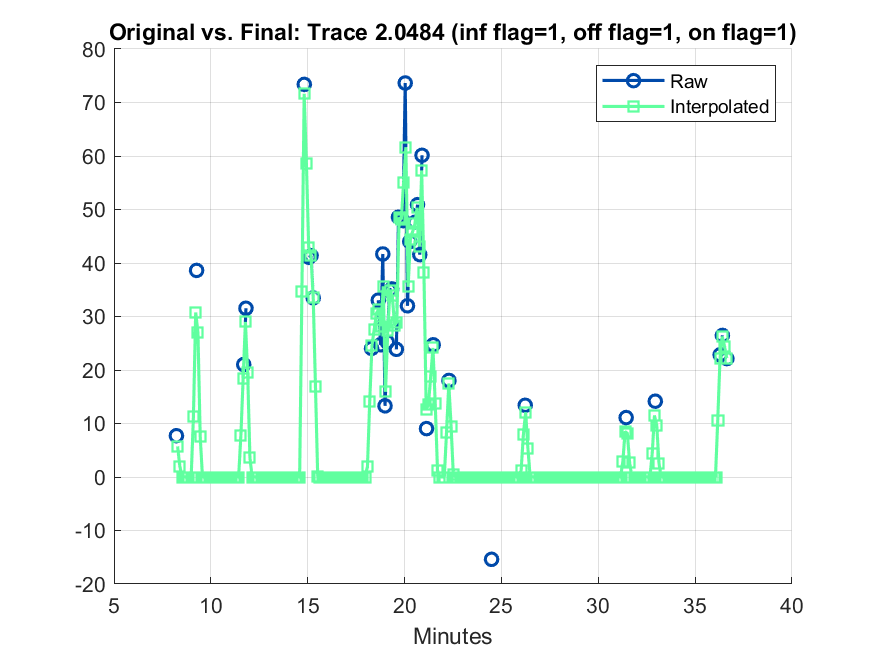 Original vs. Final: Trace 2.0484 (inf flag=1, off flag=1, on flag=1)
80
70
60
50
40
30
20
10
0
-10
-20
Raw
Interpolated
5 10 15 20 25 30 35 40
Minutes